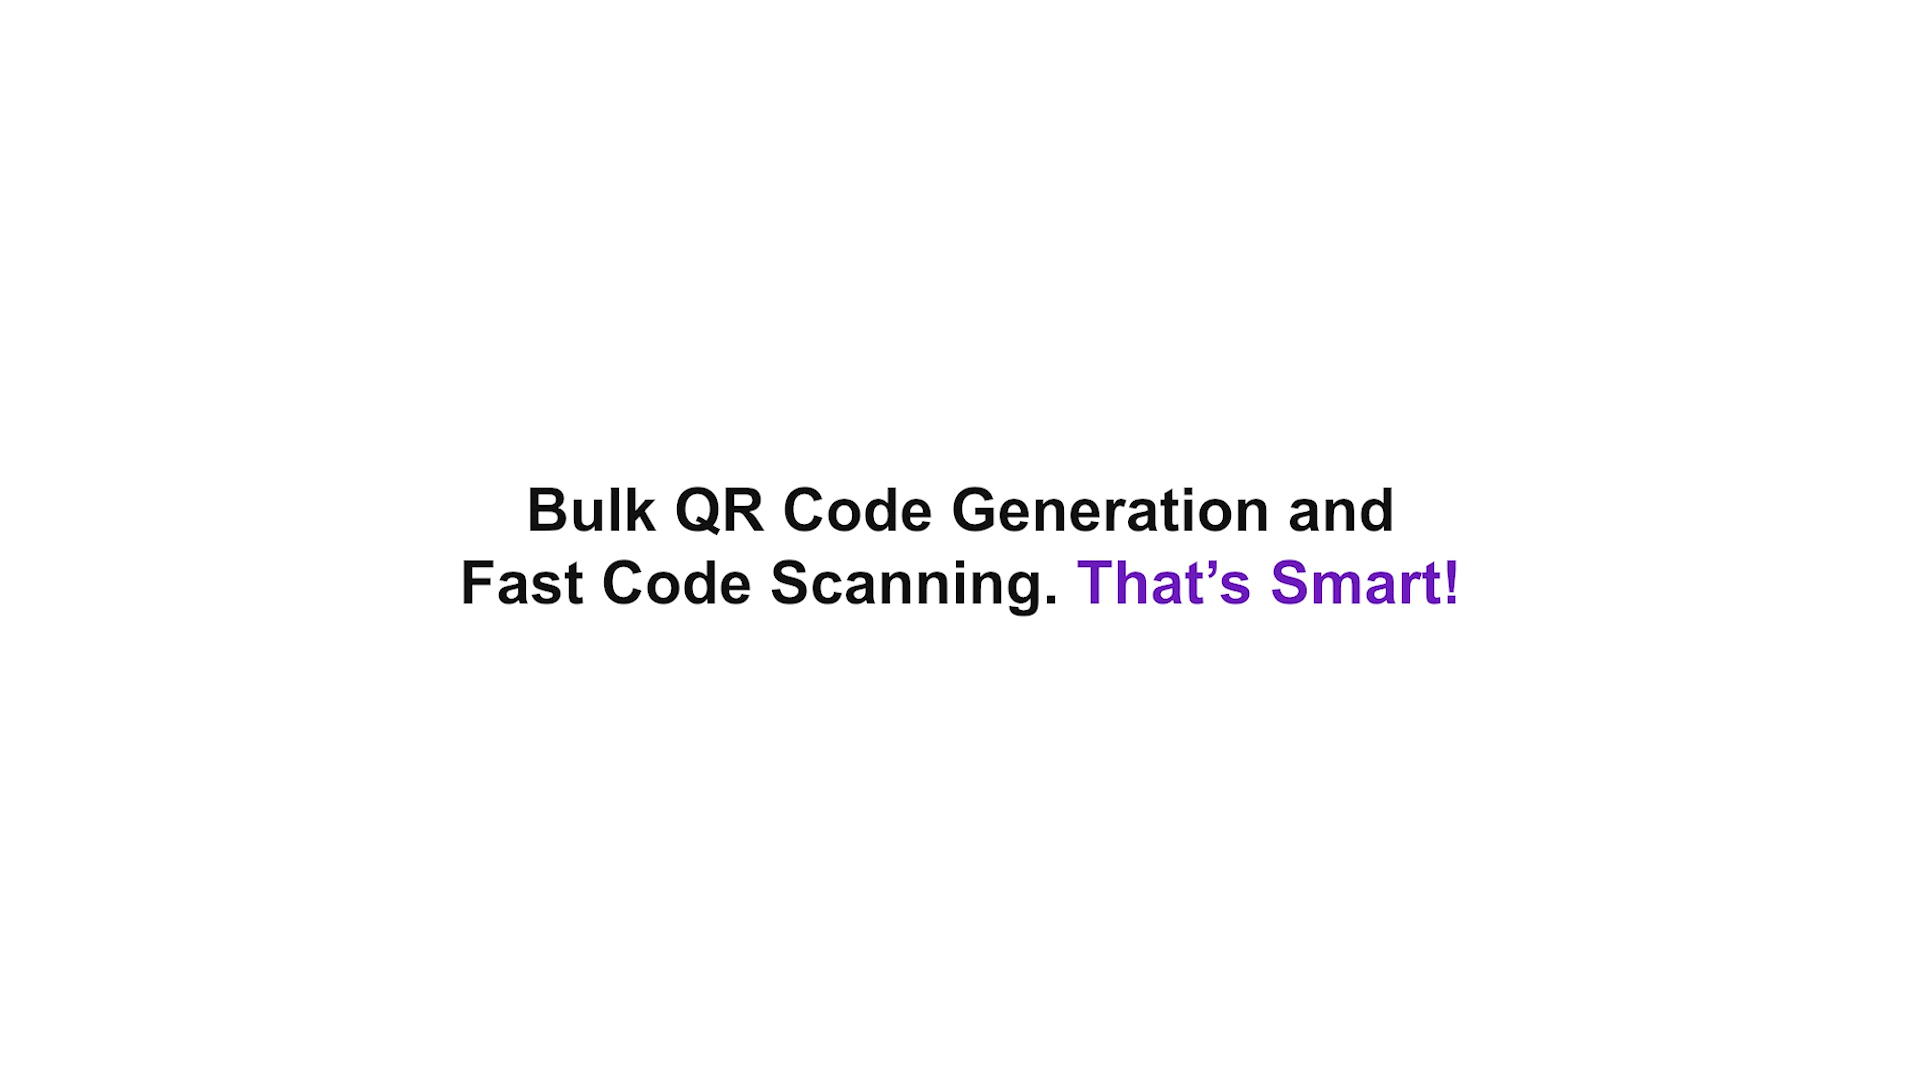 Bulk QR Code Generation and
Fast Code Scanning. That’s Smart!